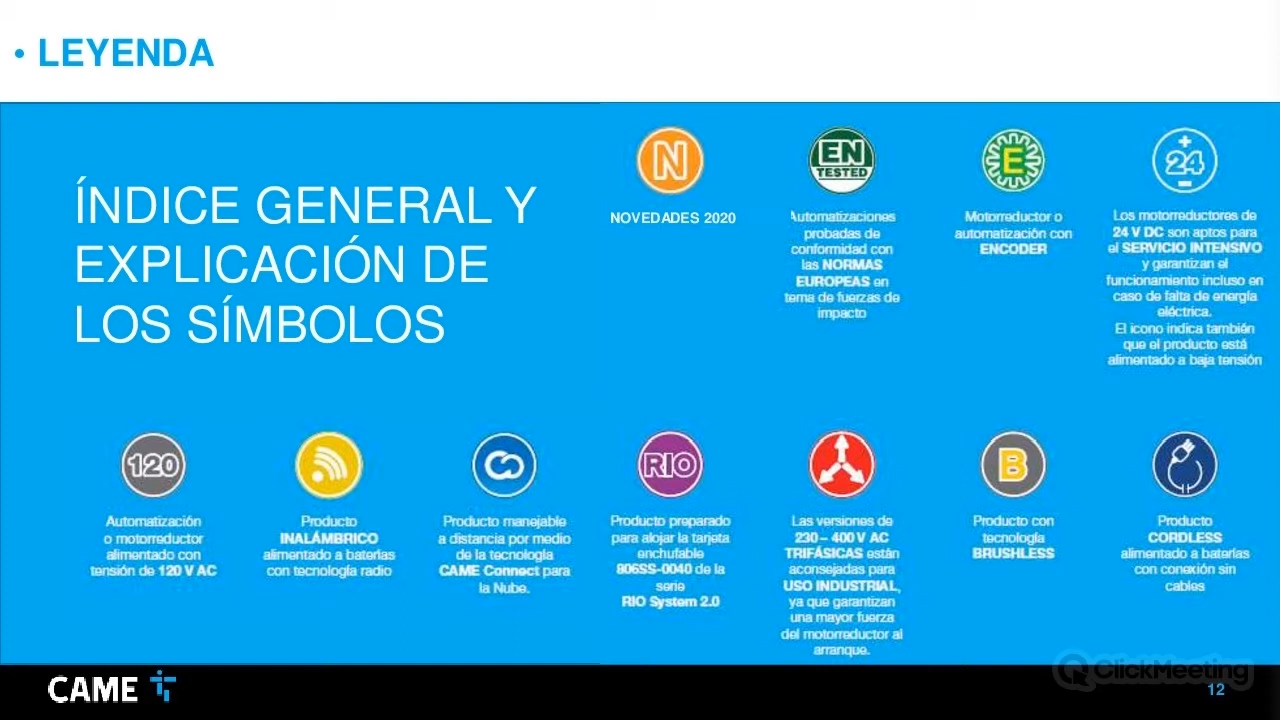 • LEYENDA
ÍNDICE GENERAL Y
EXPLICACIÓN DE
LOS SÍMBOLOS
N
NOVEDADES 2020
EN
TESTED
Automatizaciones
probadas de
conformidad con
las NORMAS
EUROPEAS en
tema de fuerzas de
impacto
E
Motorreductor o
automatización con
ENCODER
+
24
Los motorreductores de
24 V DC son aptos para
el SERVICIO INTENSIVO
y garantizan el
funcionamiento incluso en
caso de falta de energía
eléctrica.
El icono indica también
que el producto está
alimentado a baja tensión
120
Automatización
o motorreductor
alimentado con
tensión de 120 V AC
Producto
INALÁMBRICO
alimentado a baterías
con tecnología radio
Producto manejable
a distancia por medio
de la tecnología
CAME Connect para
la Nube.
RIO
Producto preparado
para alojar la tarjeta
enchufable
806SS-0040 de la
serie
RIO System 2.0
Las versiones de
230 – 400 V AC
TRIFÁSICAS están
aconsejadas para
USO INDUSTRIAL,
ya que garantizan
una mayor fuerza
del motorreductor al
arranque.
B
Producto con
tecnología
BRUSHLESS
Producto
CORDLESS
alimentado a baterías
con conexión sin
cables
CAME
ClickMeeting
12